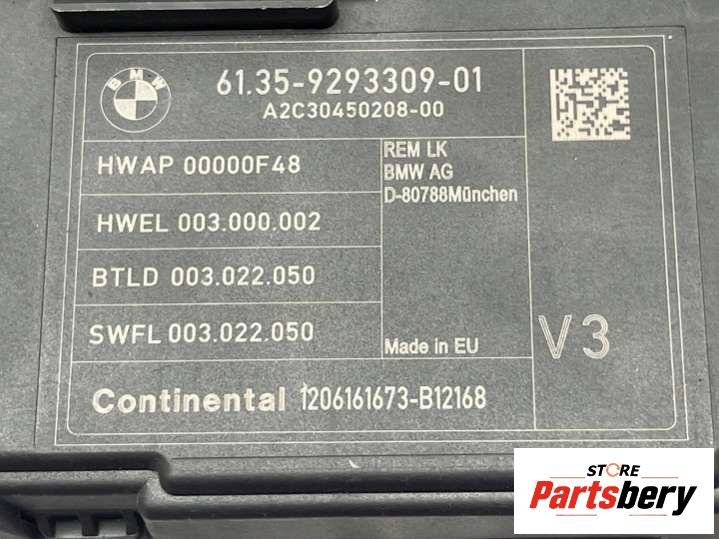 BMW
61.35-9293309-01
A2C30450208-00
HWAP 00000F48
REM LK
BMW AG
D-80788München
HWEL 003.000.002
BTLD 003.022.050
SWFL 003.022.050
Made in EU
V3
Continental 1206161673-B12168
STORE
Partsbery